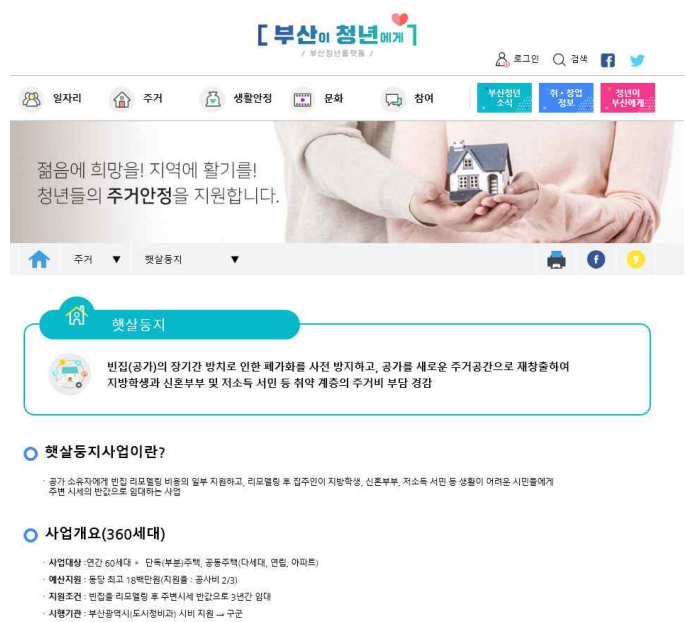 [부산이 청년에게]
/ 부산청년플랫폼 /
로그인 검색
일자리 주거 생활안정 문화 참여
부산청년 소식
취·창업 정보
청년이 부산에게
젊음에 희망을! 지역에 활기를!
청년들의 주거안정을 지원합니다.
주거 ▼ 햇살둥지 ▼
햇살둥지
빈집(공가)의 장기간 방치로 인한 폐가화를 사전 방지하고, 공가를 새로운 주거공간으로 재창출하여
지방학생과 신혼부부 및 저소득 서민 등 취약 계층의 주거비 부담 경감
햇살둥지사업이란?
· 공가 소유자에게 빈집 리모델링 비용의 일부 지원하고, 리모델링 후 집주인이 지방학생, 신혼부부, 저소득 서민 등 생활이 어려운 시민들에게
주변 시세의 반값으로 임대하는 사업
사업개요(360세대)
· 사업대상 :연간 60세대 * 단독(부분)주택, 공동주택(다세대, 연립, 아파트)
· 예산지원 : 동당 최고 18백만원(지원율 : 공사비 2/3)
· 지원조건 : 빈집을 리모델링 후 주변시세 반값으로 3년간 임대
· 시행기관 : 부산광역시(도시정비과) 시비 지원 → 구군